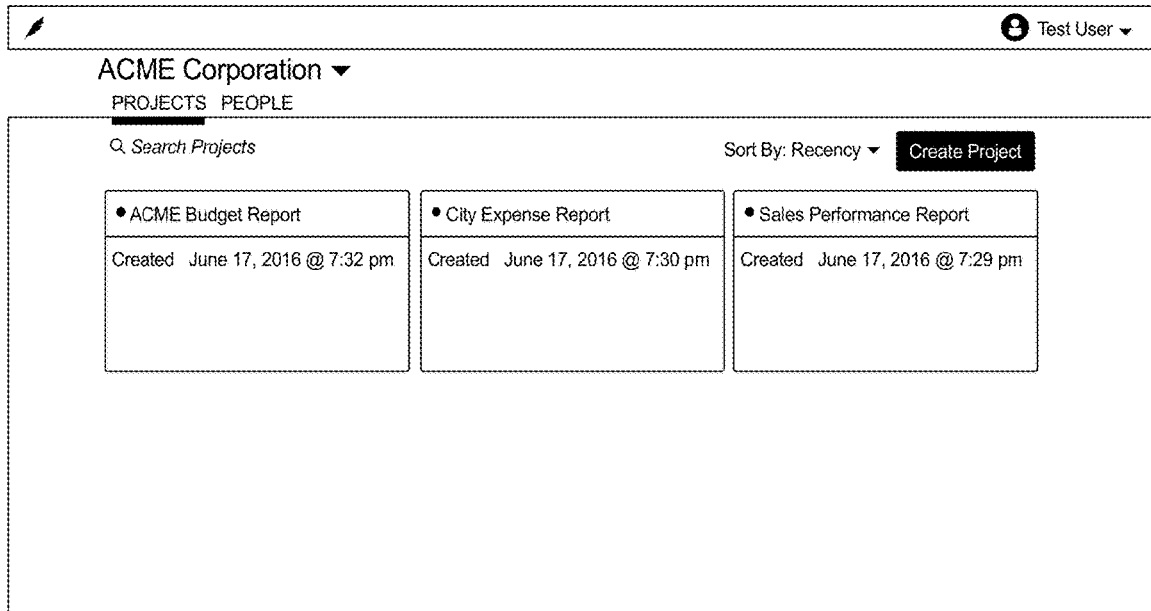 Test User
ACME Corporation
PROJECTS PEOPLE
Search Projects
Sort By: Recency
Create Project
ACME Budget Report
Created June 17, 2016 @ 7:32 pm
City Expense Report
Created June 17, 2016 @ 7:30 pm
Sales Performance Report
Created June 17, 2016 @ 7:29 pm